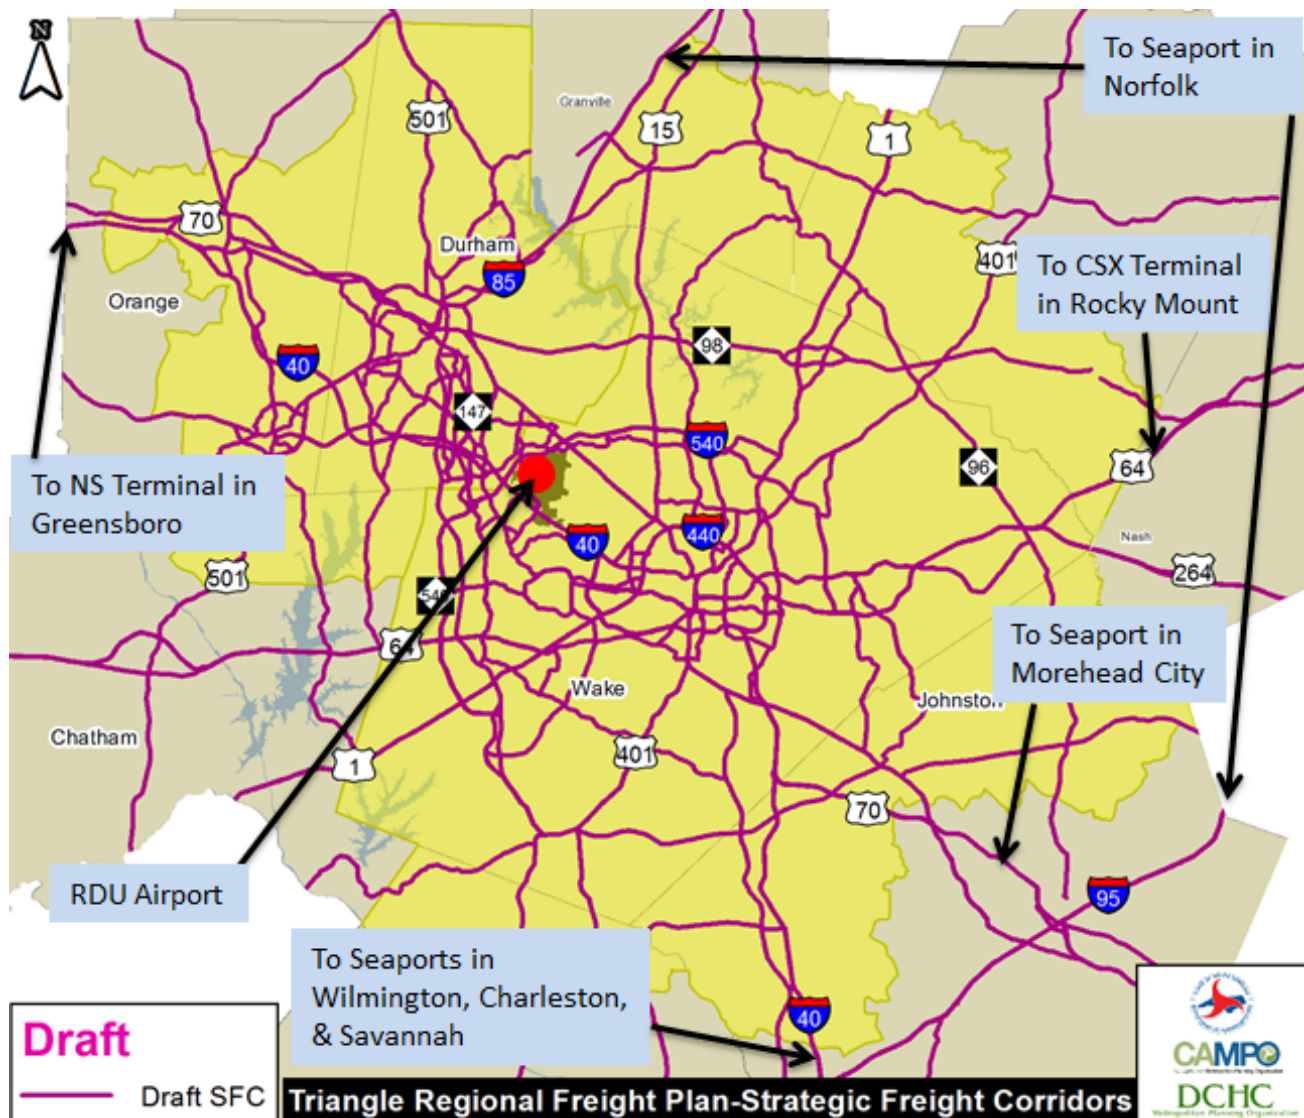 N
To Seaport in
Norfolk
Granville
501
15
1
70
Durham
401
To CSX Terminal
in Rocky Mount
85
Orange
98
40
147
540
96
64
To NS Terminal in
Greensboro
40
440
Nash
501
264
64
To Seaport in
Morehead City
Wake
Johnston
Chatham
401
1
70
RDU Airport
95
To Seaports in
Wilmington, Charleston,
& Savannah
40
Draft
Draft SFC
Triangle Regional Freight Plan-Strategic Freight Corridors
CAMPO
DCHC
Metropolitan Planning Organization